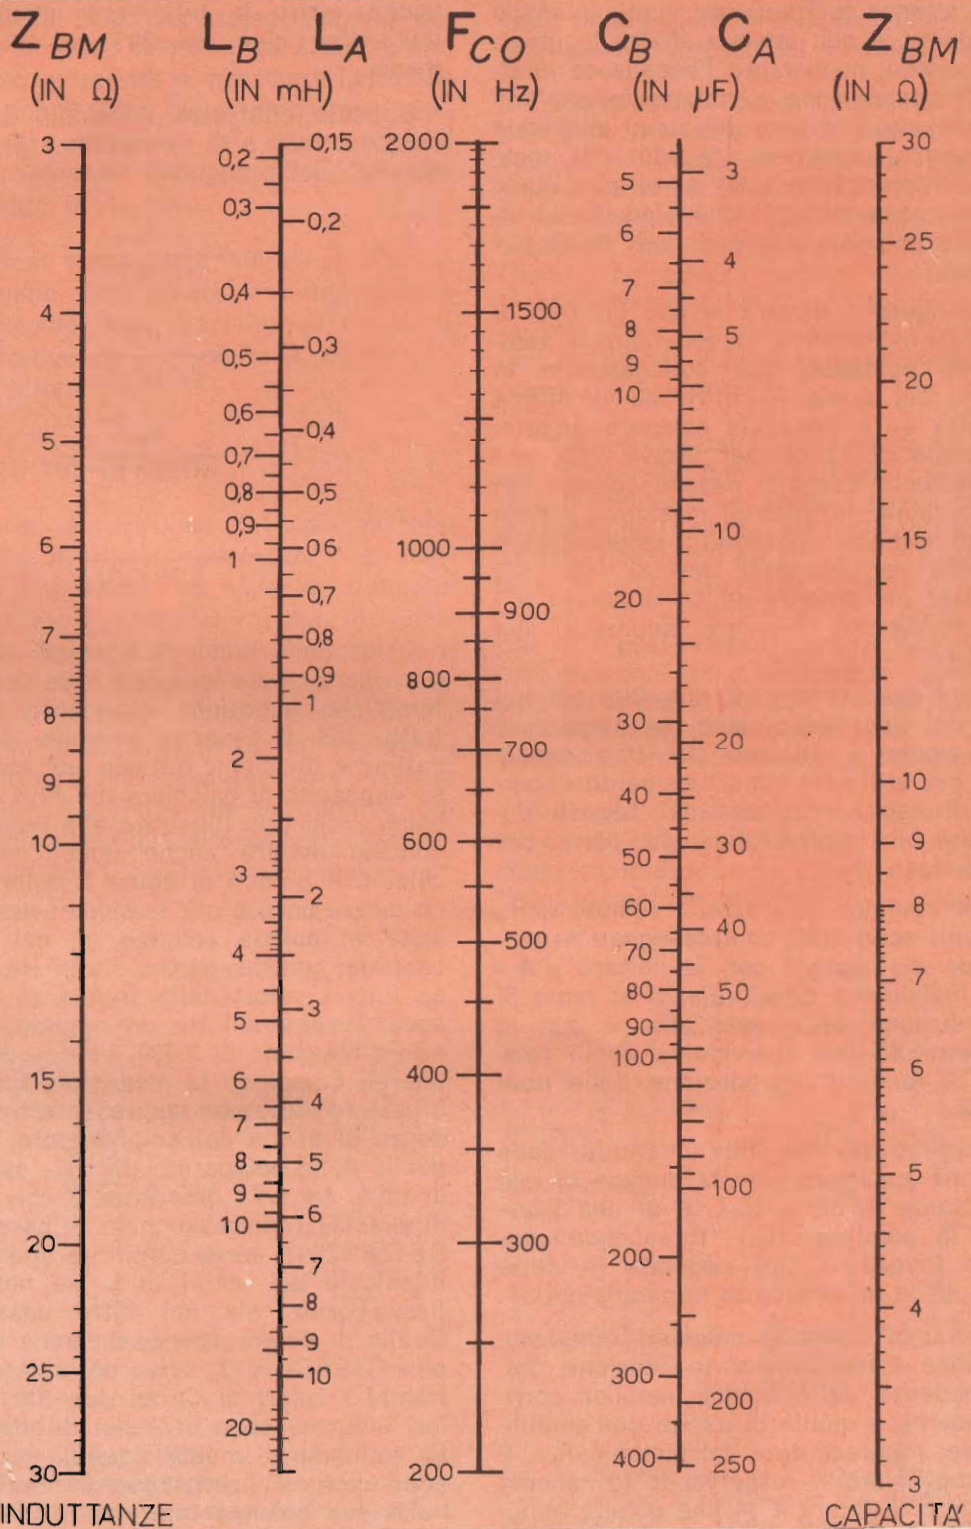 Z BM L B L A F CO C B C A Z BM
(IN Ω) (IN mH) (IN Hz) (IN µF) (IN Ω)
3 0,2 0,15 2000 3 30
0,3 0,2 5
6 25
0,4 4
4 7 1500
0,5 0,3 8 5
9
10 20
0,6 0,4
5 0,7
0,8 0,5
0,9 10
6 1 06 1000 15
0,7 20
7 0,8 900
0,9 800
8 1 30
2 700 20
9 40 10
10 600 30 9
3 50
2 60 8
4 500 70 40
3 80 50 7
5 90
15 6 400 100 6
7 4
8 5 100 5
9
10 6
20 7 300 200
8 4
9
25 10 300 200
20
30 200 400 250 3
INDUTTANZE CAPACITA'